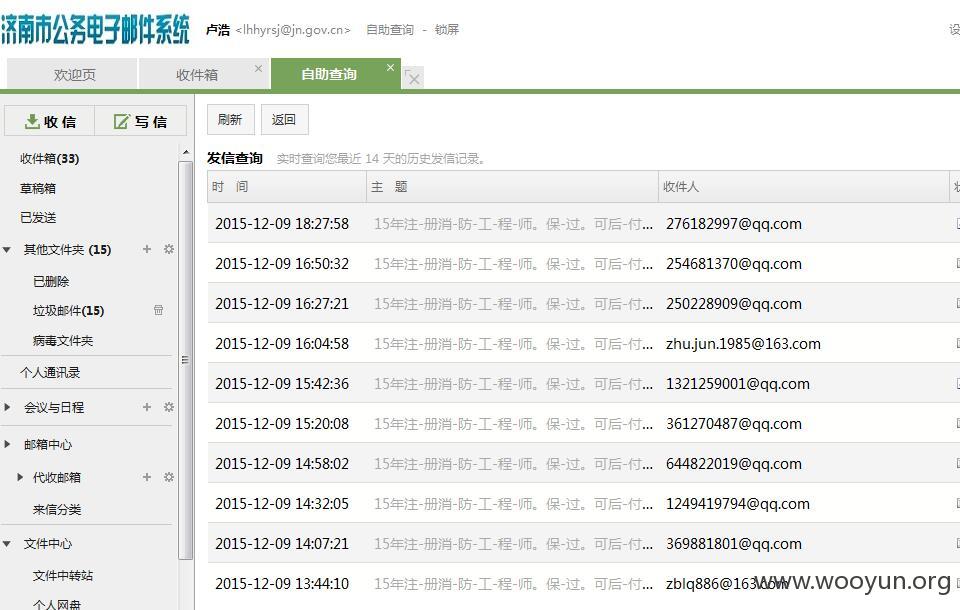 济南市公务电子邮件系统
卢浩 <lhhyrsj@jn.gov.cn> 自助查询 - 锁屏
设
欢迎页 收件箱 自助查询
收信 写信
刷新 返回
收件箱(33)
草稿箱
已发送
其他文件夹 (15)
已删除
垃圾邮件(15)
病毒文件夹
个人通讯录
会议与日程
邮箱中心
代收邮箱
来信分类
文件中心
文件中转站
个人网盘
发信查询 实时查询您最近 14 天的历史发信记录。
时 间 主 题 收件人 状
2015-12-09 18:27:58 15年注-册消-防-工-程-师。保-过。可后-付... 276182997@qq.com
2015-12-09 16:50:32 15年注-册消-防-工-程-师。保-过。可后-付... 254681370@qq.com
2015-12-09 16:27:21 15年注-册消-防-工-程-师。保-过。可后-付... 250228909@qq.com
2015-12-09 16:04:58 15年注-册消-防-工-程-师。保-过。可后-付... zhu.jun.1985@163.com
2015-12-09 15:42:36 15年注-册消-防-工-程-师。保-过。可后-付... 1321259001@qq.com
2015-12-09 15:20:08 15年注-册消-防-工-程-师。保-过。可后-付... 361270487@qq.com
2015-12-09 14:58:02 15年注-册消-防-工-程-师。保-过。可后-付... 644822019@qq.com
2015-12-09 14:32:05 15年注-册消-防-工-程-师。保-过。可后-付... 1249419794@qq.com
2015-12-09 14:07:21 15年注-册消-防-工-程-师。保-过。可后-付... 369881801@qq.com
2015-12-09 13:44:10 15年注-册消-防-工-程-师。保-过。可后-付... zblq886@163.com
www.wooyun.org